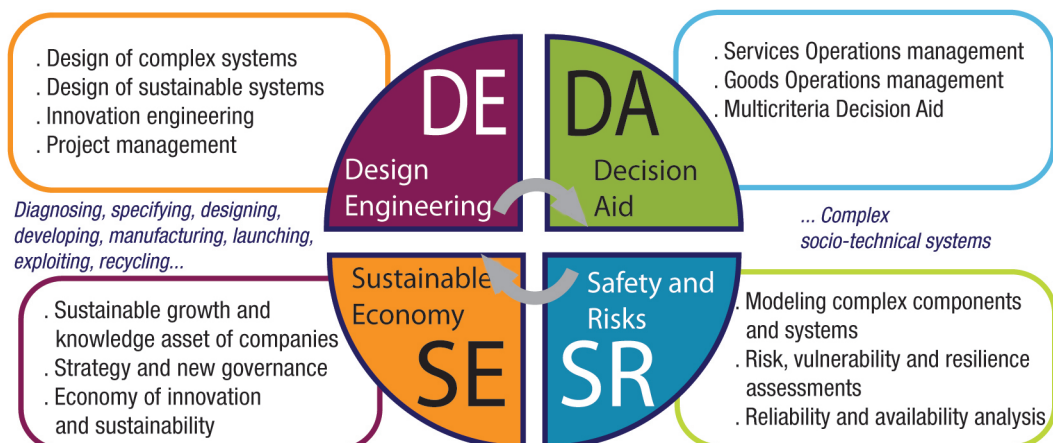 . Design of complex systems
. Design of sustainable systems
. Innovation engineering
. Project management
DE
Design
Engineering
DA
Decision
Aid
. Services Operations management
. Goods Operations management
. Multicriteria Decision Aid
Diagnosing, specifying, designing,
developing, manufacturing, launching,
exploiting, recycling...
... Complex
socio-technical systems
. Sustainable growth and
knowledge asset of companies
. Strategy and new governance
. Economy of innovation
and sustainability
Sustainable
Economy
SE
Safety and
Risks
SR
. Modeling complex components
and systems
. Risk, vulnerability and resilience
assessments
. Reliability and availability analysis